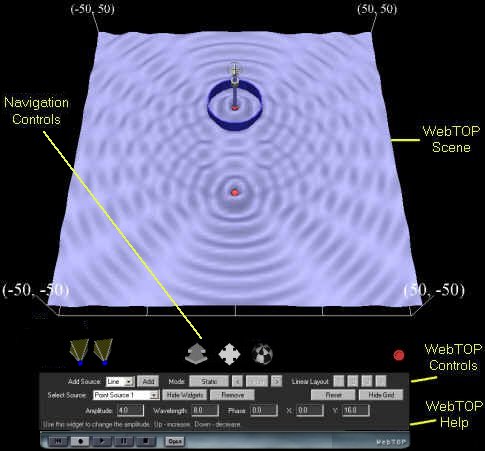 (-50, 50) (50, 50)
Navigation
Controls
WebTOP
Scene
(-50, -50) (50, -50)
WebTOP
Controls
Add Source: Line Add Mode: Static Linear Layout:
Select Source: Point Source 1 Hide Widgets Remove Reset Hide Grid
Amplitude: 4.0 Wavelength: 8.0 Phase: 0.0 X: 0.0 Y: 16.0
WebTOP
Help
Use this widget to change the amplitude. Up - increase. Down - decrease.
Open WEBTOP